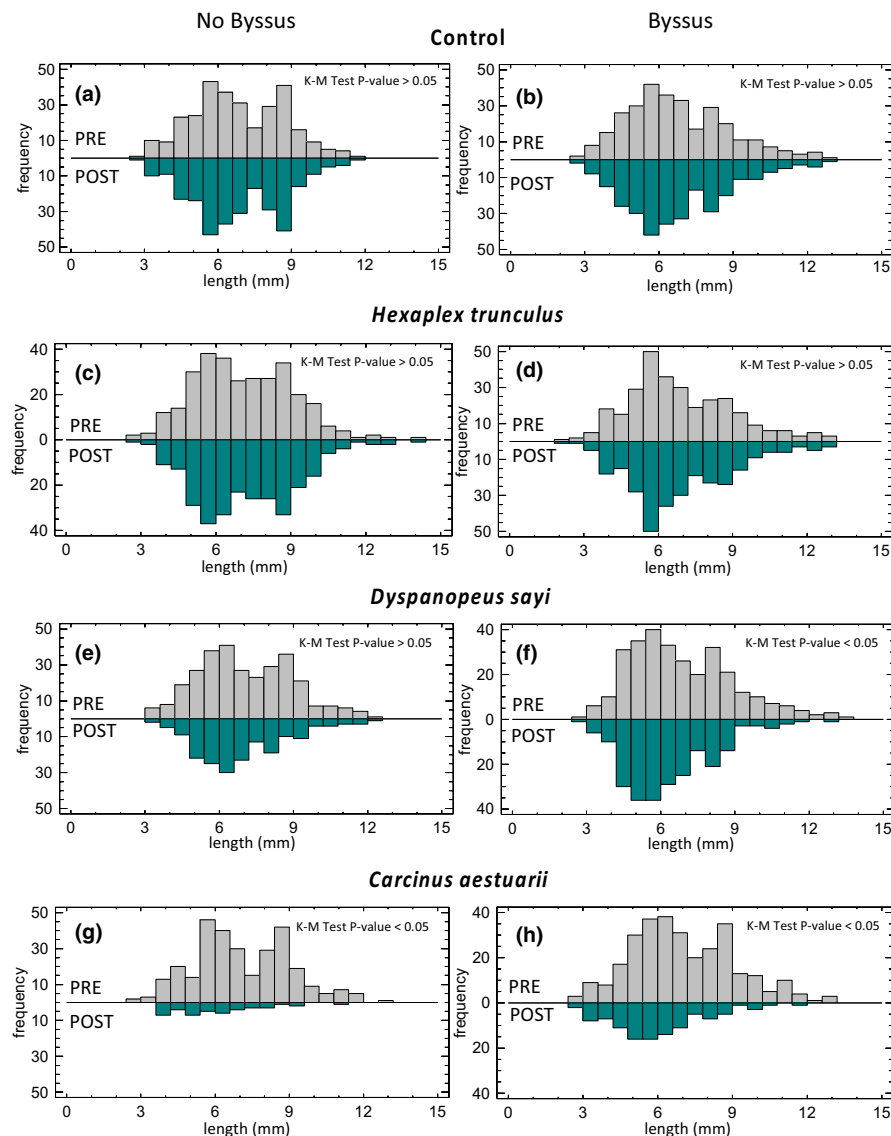 No Byssus Byssus
Control
(a) K-M Test P-value > 0.05
50
30
10
10
30
50
frequency
PRE
POST
0 3 6 9 12 15
length (mm)
(b) K-M Test P-value > 0.05
50
30
10
10
30
50
frequency
PRE
POST
0 3 6 9 12 15
length (mm)
Hexaplex trunculus
(c) K-M Test P-value > 0.05
40
20
0
20
40
frequency
PRE
POST
0 3 6 9 12 15
length (mm)
(d) K-M Test P-value > 0.05
50
30
10
10
30
50
frequency
PRE
POST
0 3 6 9 12 15
length (mm)
Dyspanopeus sayi
(e) K-M Test P-value > 0.05
50
30
10
10
30
50
frequency
PRE
POST
0 3 6 9 12 15
length (mm)
(f) K-M Test P-value < 0.05
40
20
0
20
40
frequency
PRE
POST
0 3 6 9 12 15
length (mm)
Carcinus aestuarii
(g) K-M Test P-value < 0.05
50
30
10
10
30
50
frequency
PRE
POST
0 3 6 9 12 15
length (mm)
(h) K-M Test P-value < 0.05
40
20
0
20
40
frequency
PRE
POST
0 3 6 9 12 15
length (mm)